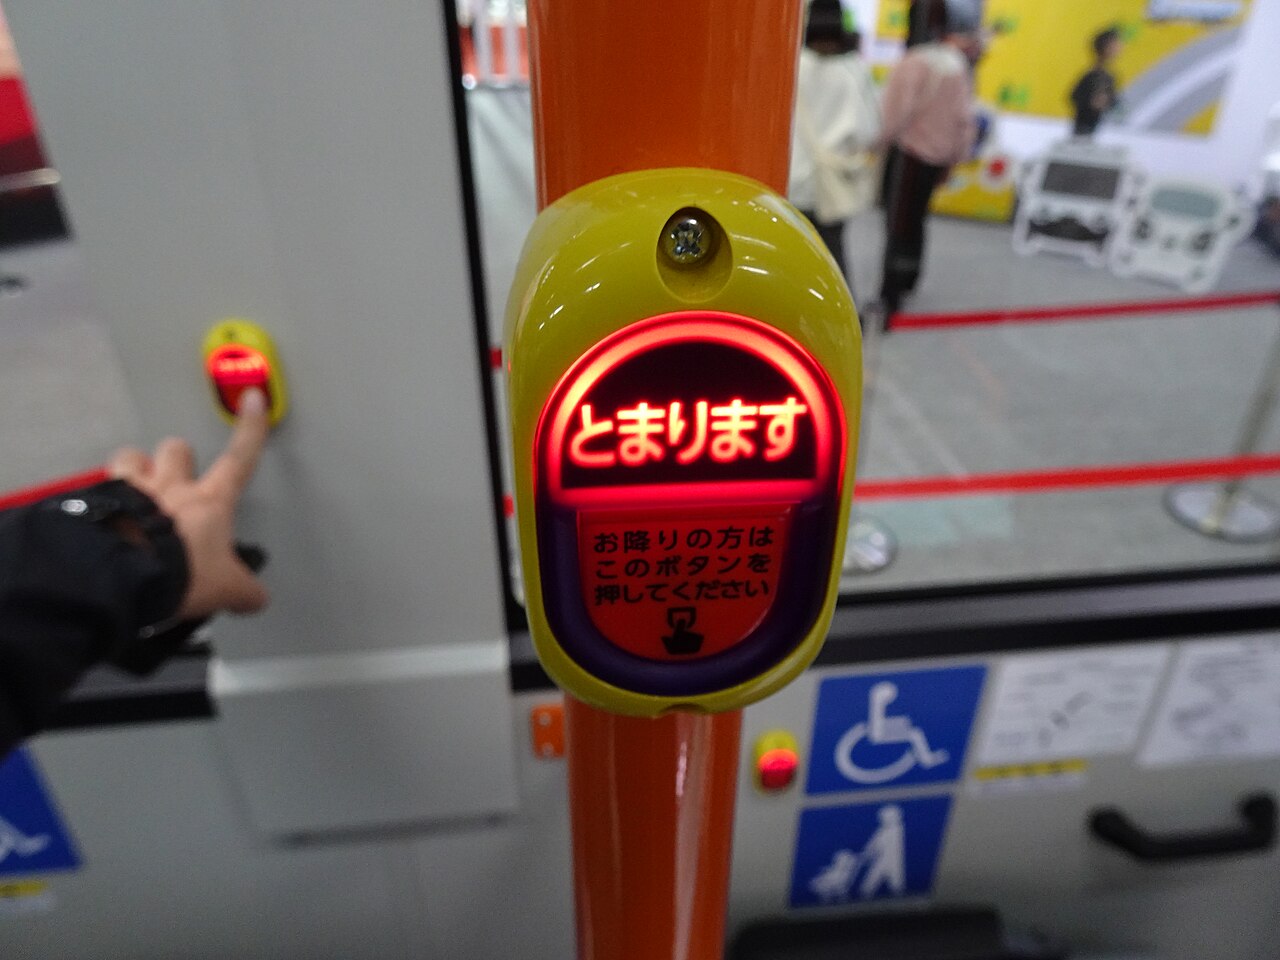 とまります
お降りの方は
このボタンを
押してください